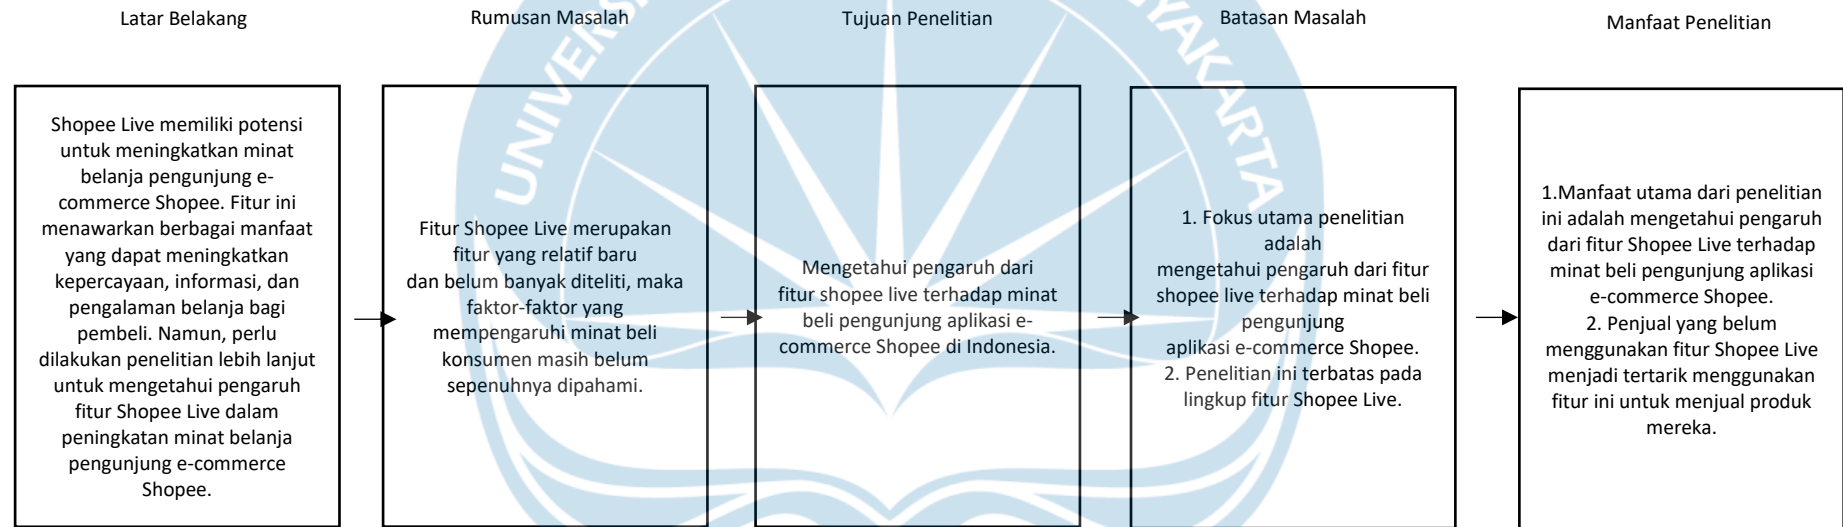 Latar Belakang
Rumusan Masalah
Tujuan Penelitian
Batasan Masalah
Manfaat Penelitian
Shopee Live memiliki potensi
untuk meningkatkan minat
belanja pengunjung e-
commerce Shopee. Fitur ini
menawarkan berbagai manfaat
yang dapat meningkatkan
kepercayaan, informasi, dan
pengalaman belanja bagi
pembeli. Namun, perlu
dilakukan penelitian lebih lanjut
untuk mengetahui pengaruh
fitur Shopee Live dalam
peningkatan minat belanja
pengunjung e-commerce
Shopee.
Fitur Shopee Live merupakan
fitur yang relatif baru
dan belum banyak diteliti, maka
faktor-faktor yang
mempengaruhi minat beli
konsumen masih belum
sepenuhnya dipahami.
Mengetahui pengaruh dari
fitur shopee live terhadap minat
beli pengunjung aplikasi e-
commerce Shopee di Indonesia.
1. Fokus utama penelitian
adalah
mengetahui pengaruh dari fitur
shopee live terhadap minat beli
pengunjung
aplikasi e-commerce Shopee.
2. Penelitian ini terbatas pada
lingkup fitur Shopee Live.
1.Manfaat utama dari penelitian
ini adalah mengetahui pengaruh
dari fitur Shopee Live terhadap
minat beli pengunjung aplikasi
e-commerce Shopee.
2. Penjual yang belum
menggunakan fitur Shopee Live
menjadi tertarik menggunakan
fitur ini untuk menjual produk
mereka.